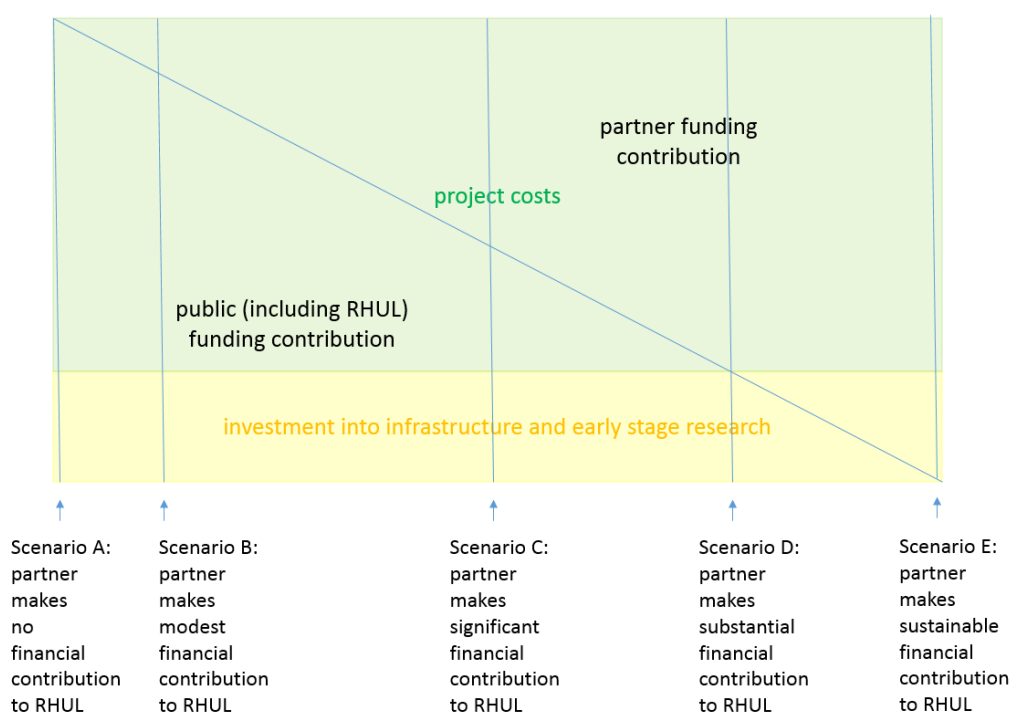 partner funding
contribution
project costs
public (including RHUL)
funding contribution
investment into infrastructure and early stage research
Scenario A:
partner
makes
no
financial
contribution
to RHUL
Scenario B:
partner
makes
modest
financial
contribution
to RHUL
Scenario C:
partner
makes
significant
financial
contribution
to RHUL
Scenario D:
partner
makes
substantial
financial
contribution
to RHUL
Scenario E:
partner
makes
sustainable
financial
contribution
to RHUL